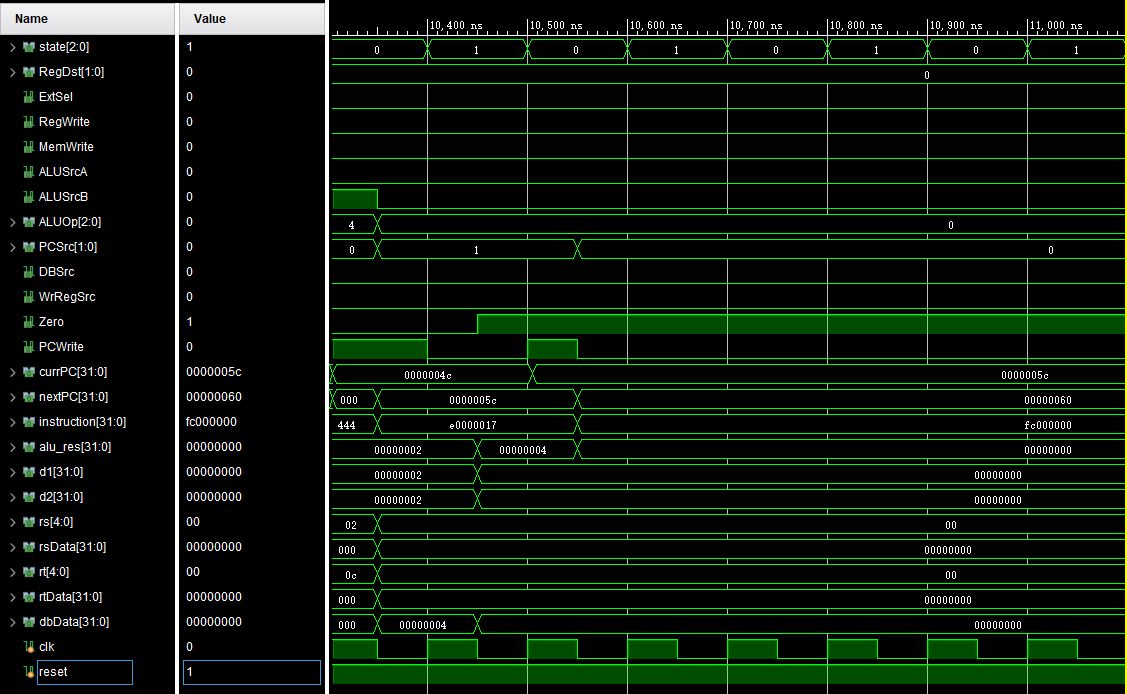 Name Value
10,400 ns 10,500 ns 10,600 ns 10,700 ns 10,800 ns 10,900 ns 11,000 ns
state[2:0] 1 0 1 0 1 0 1 0 1
RegDst[1:0] 0 0
ExtSel 0
RegWrite 0
MemWrite 0
ALUSrcA 0
ALUSrcB 0
ALUOp[2:0] 0 4 0
PCSrc[1:0] 0 0 1 0
DBSrc 0
WrRegSrc 0
Zero 1
PCWrite 0
currPC[31:0] 0000005c 0000004c 0000005c
nextPC[31:0] 00000060 000 0000005c 00000060
instruction[31:0] fc000000 444 e0000017 fc000000
alu_res[31:0] 00000000 00000002 00000004 00000000
d1[31:0] 00000000 00000002 00000000
d2[31:0] 00000000 00000002 00000000
rs[4:0] 00 02 00
rsData[31:0] 00000000 000 00000000
rt[4:0] 00 0c 00
rtData[31:0] 00000000 000 00000000
dbData[31:0] 00000000 000 00000004 00000000
clk 0
reset 1